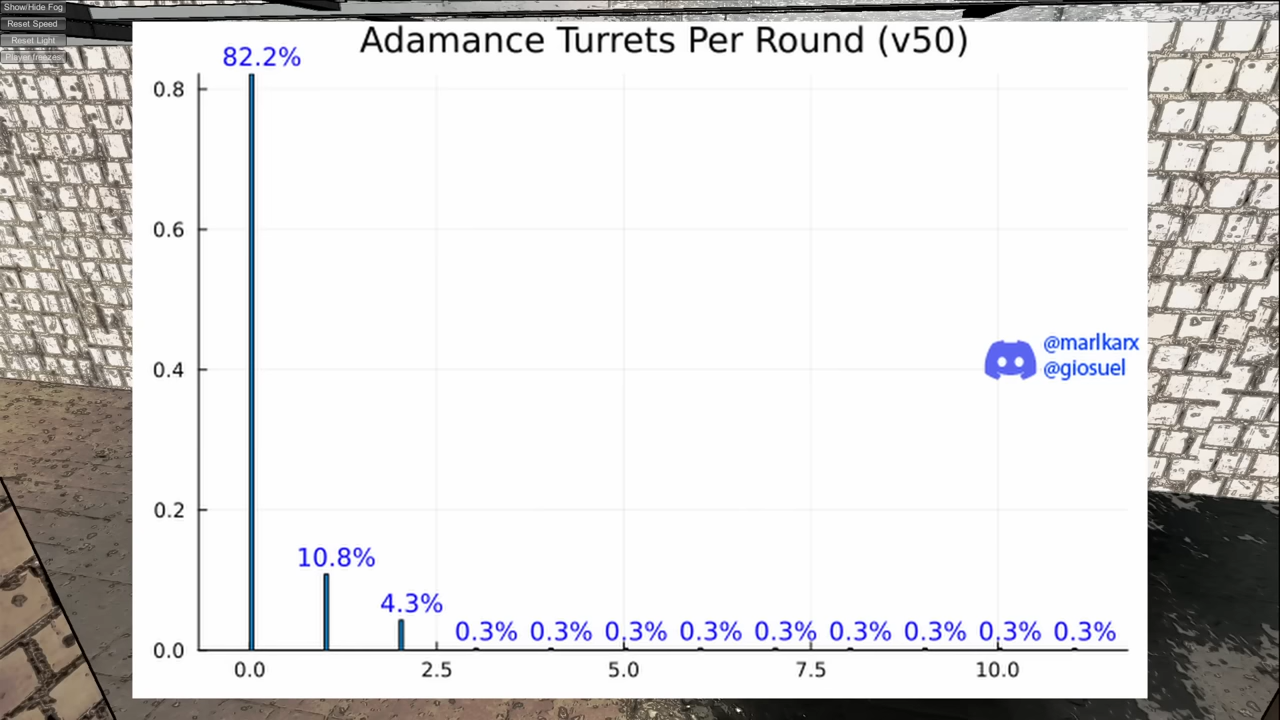 Show/Hide Fog
Reset Speed
Reset Light
Player freezes
Adamance Turrets Per Round (v50)
82.2%
0.8
0.6
@marlkarx
0.4
@giosuel
0.2
10.8%
4.3%
0.3% 0.3% 0.3% 0.3% 0.3% 0.3% 0.3% 0.3% 0.3%
0.0
0.0 2.5 5.0 7.5 10.0